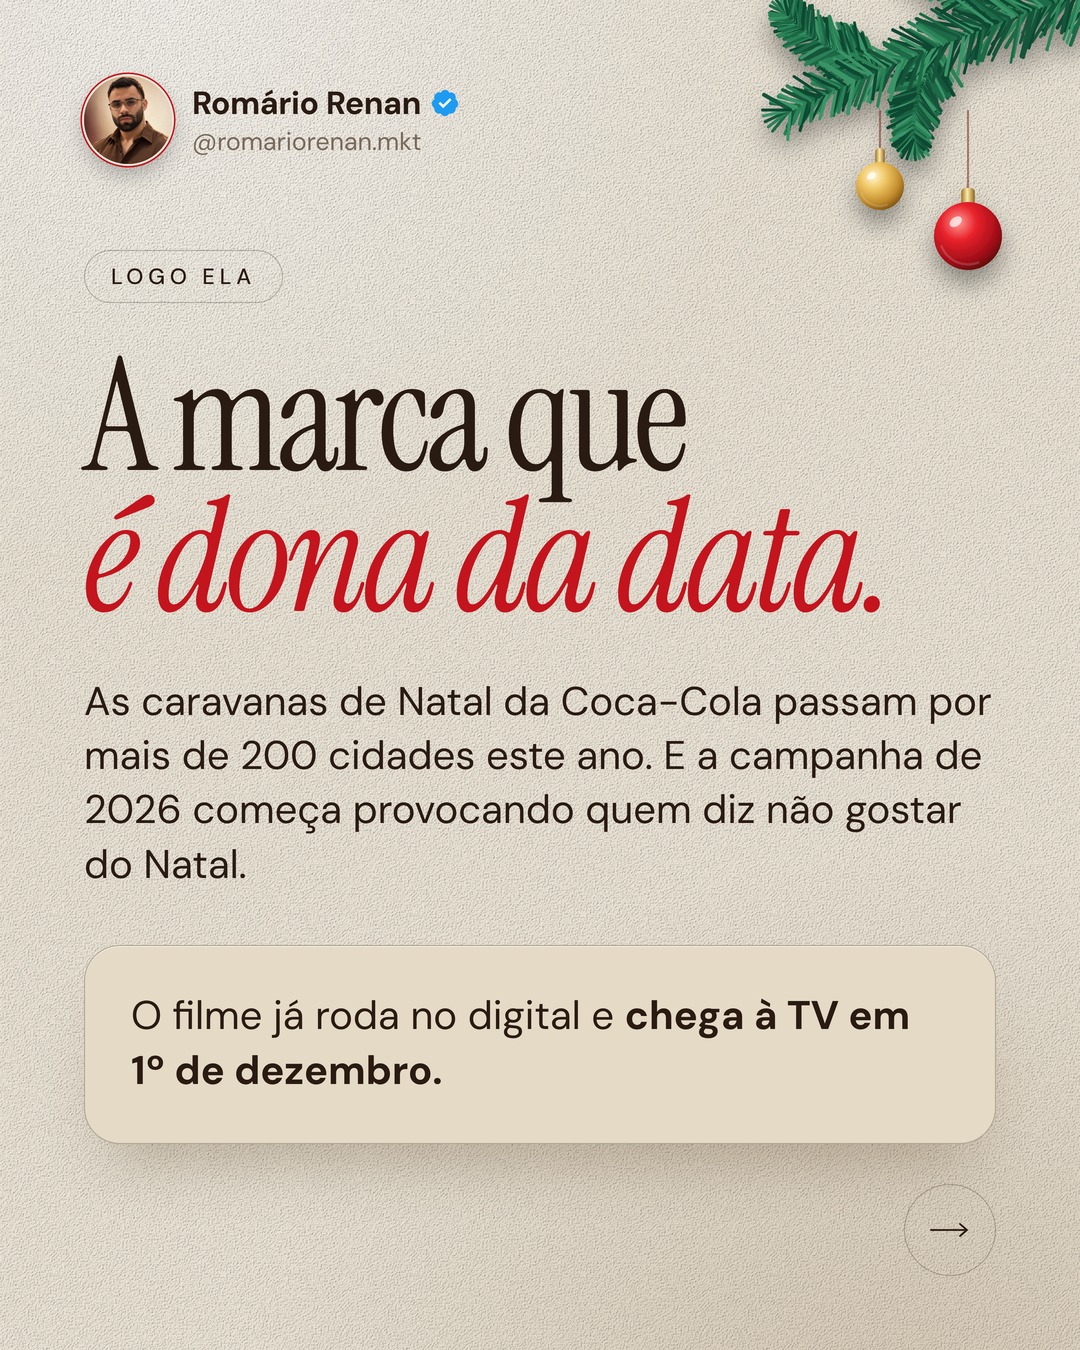 Romário Renan
@romariorenan.mkt
LOGO ELA
A marca que
é dona da data.
As caravanas de Natal da Coca-Cola passam por
mais de 200 cidades este ano. E a campanha de
2026 começa provocando quem diz não gostar
do Natal.
O filme já roda no digital e chega à TV em
1º de dezembro.